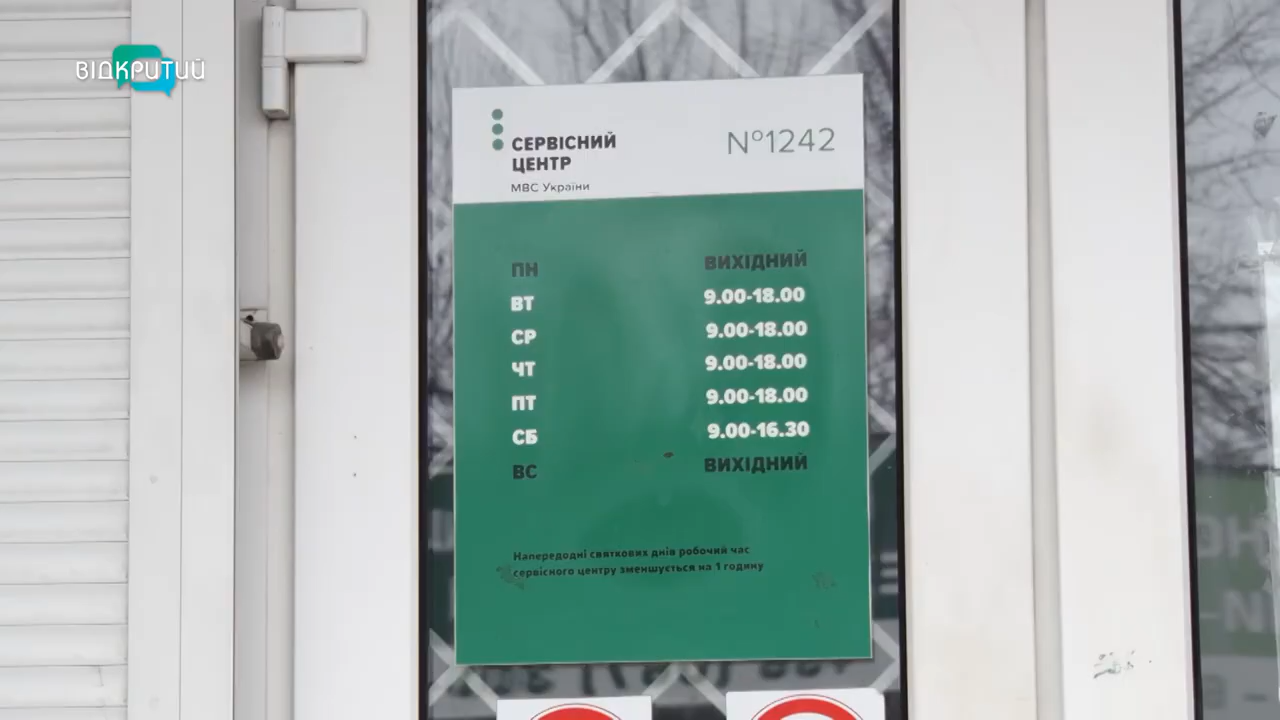 ВІДКРИТИЙ
СЕРВІСНИЙ
ЦЕНТР
МВС України
№1242
ПН ВИХІДНИЙ
ВТ 9.00-18.00
СР 9.00-18.00
ЧТ 9.00-18.00
ПТ 9.00-18.00
СБ 9.00-16.30
ВС ВИХІДНИЙ
Напередодні святкових днів робочий час
сервісного центру зменшується на 1 годину